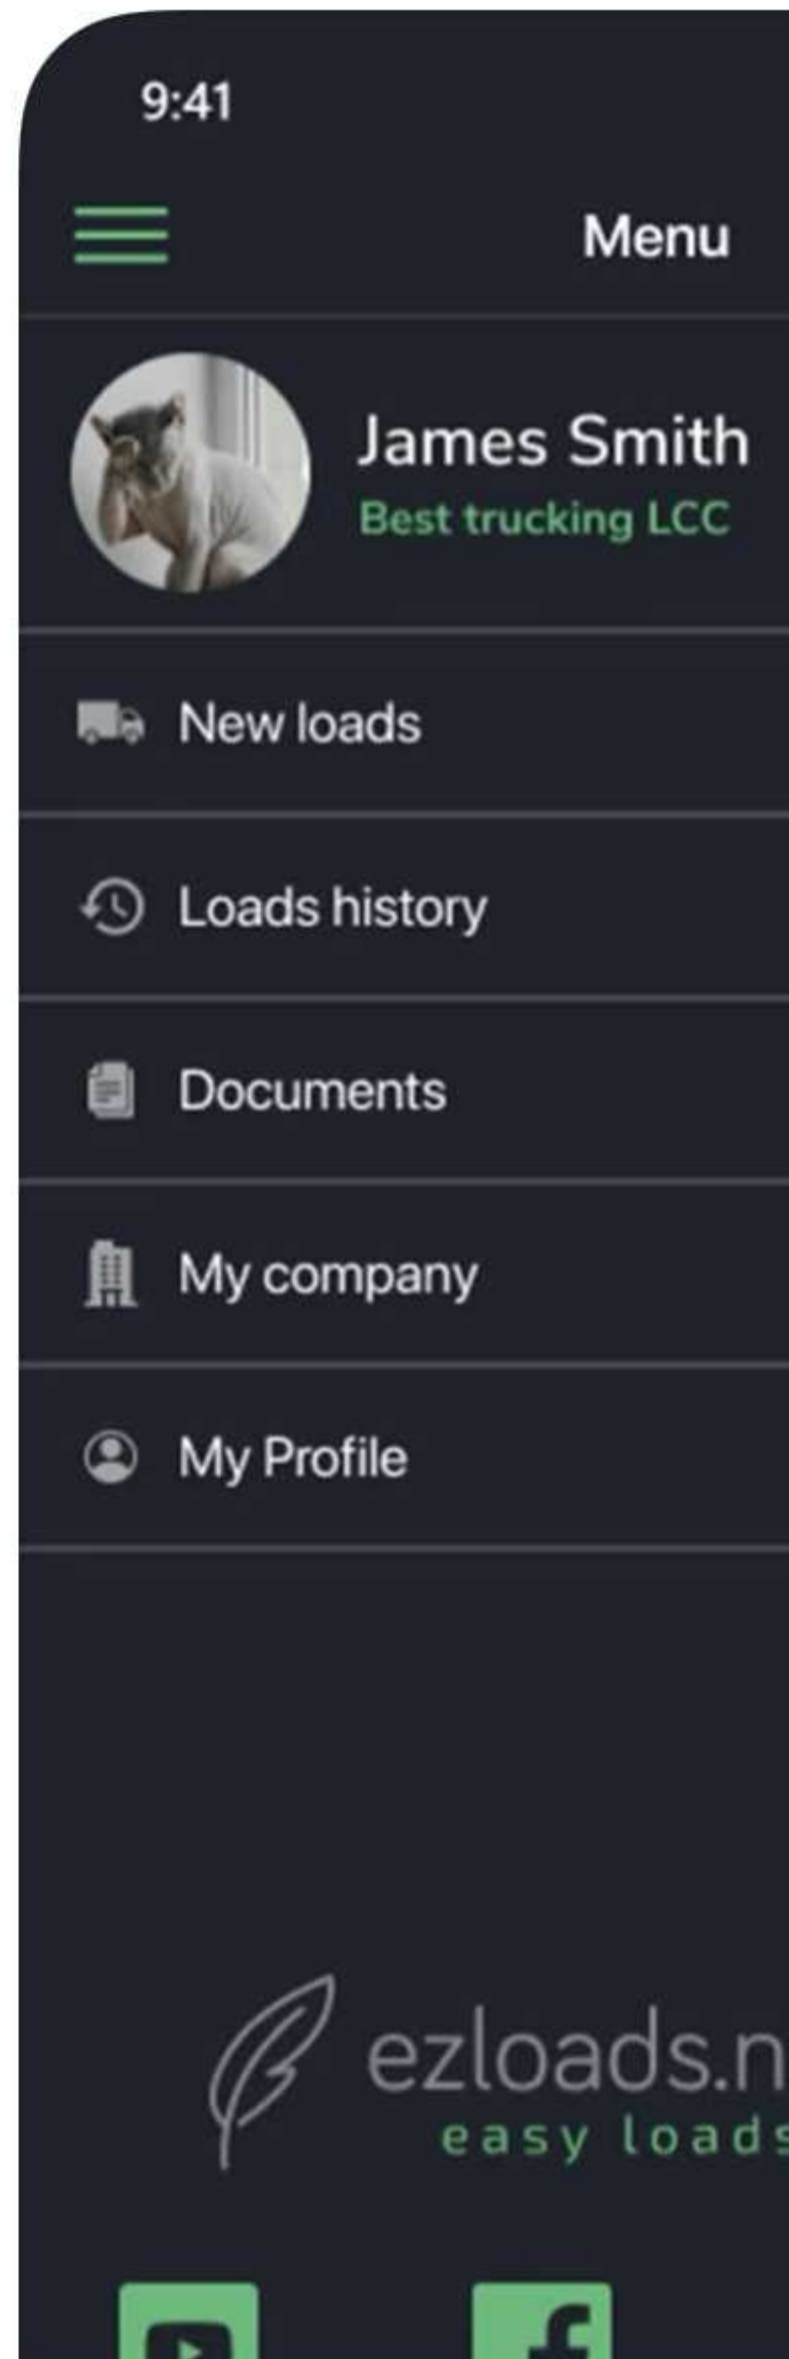 9:41
Menu
James Smith
Best trucking LCC
New loads
Loads history
Documents
My company
My Profile
ezloads.n
easy loads